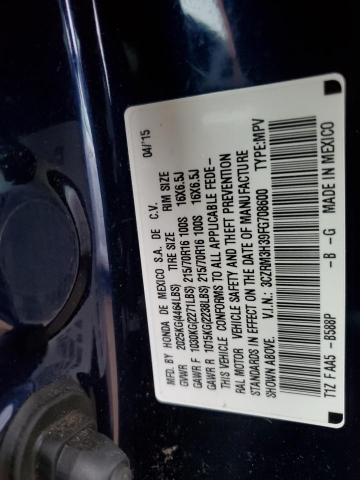 MFD. BY HONDA DE MEXICO S.A. DE C.V. 04/15
TIRE SIZE RIM SIZE
GVWR 2025KG(4464LBS)
GAWR F 1030KG(2271LBS) 215/70R16 100S 16X6.5J
GAWR R 1015KG(2238LBS) 215/70R16 100S 16X6.5J
THIS VEHICLE CONFORMS TO ALL APPLICABLE FEDE-
RAL MOTOR VEHICLE SAFETY AND THEFT PREVENTION
STANDARDS IN EFFECT ON THE DATE OF MANUFACTURE
SHOWN ABOVE.
V.I.N.: 3CZRM3H39FG708600 TYPE:MPV
T1Z FAA5 -B588P -B -G MADE IN MEXICO